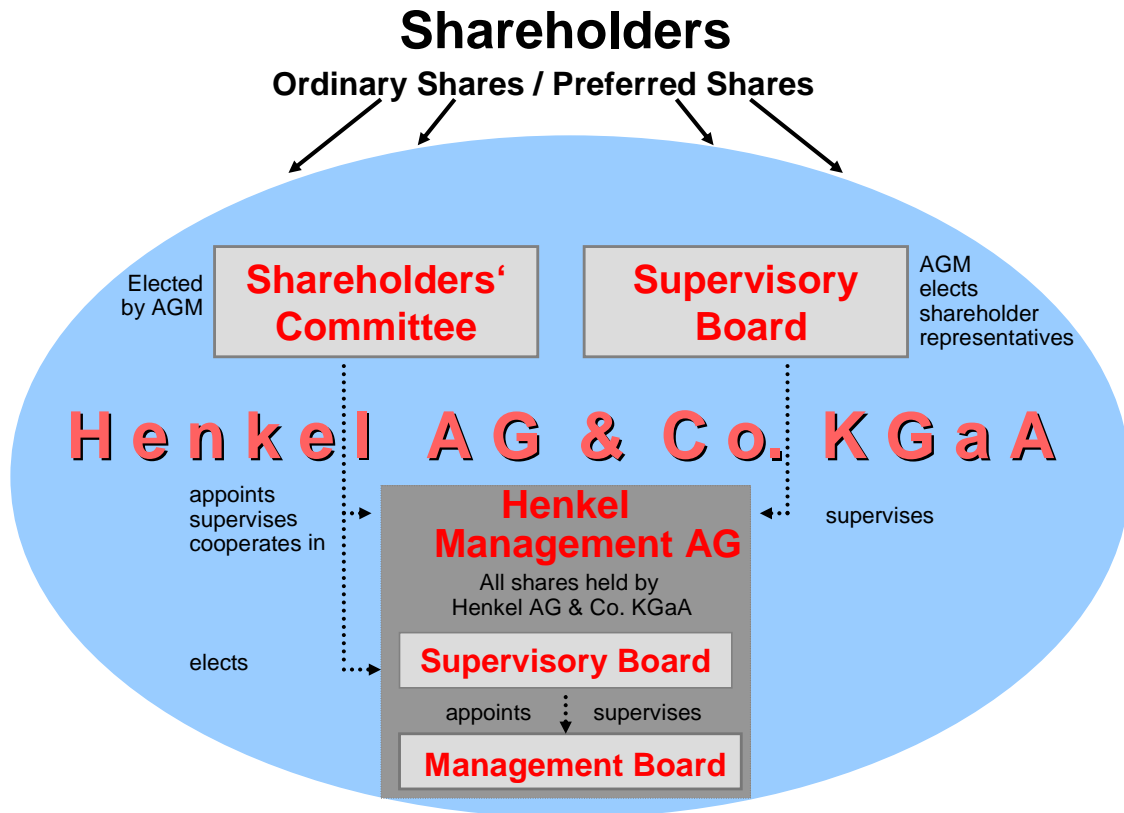 Shareholders
Ordinary Shares / Preferred Shares
Elected
by AGM
Shareholders‘
Committee
Supervisory
Board
AGM
elects
shareholder
representatives
Henkel AG & Co. KGaA
appoints
supervises
cooperates in
Henkel
Management AG
supervises
All shares held by
Henkel AG & Co. KGaA
elects
Supervisory Board
appoints supervises
Management Board